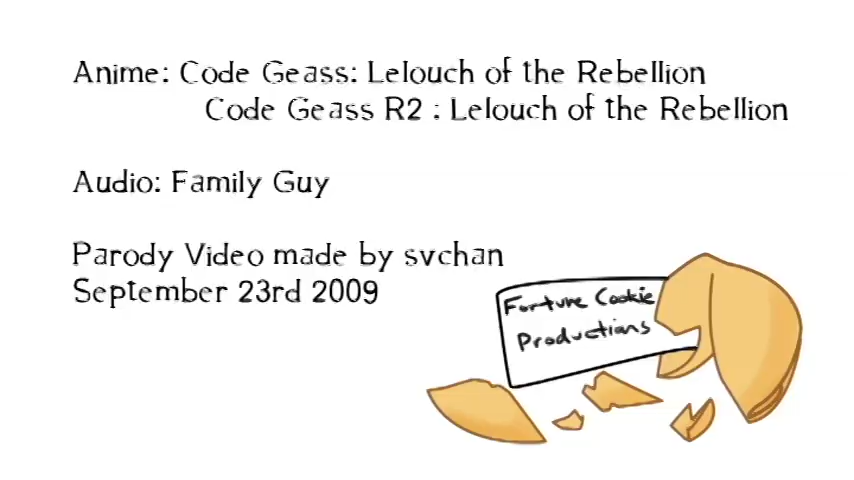 Anime: Code Geass: Lelouch of the Rebellion
Code Geass R2 : Lelouch of the Rebellion
Audio: Family Guy
Parody Video made by svchan
September 23rd 2009
Fortune Cookie
Productions